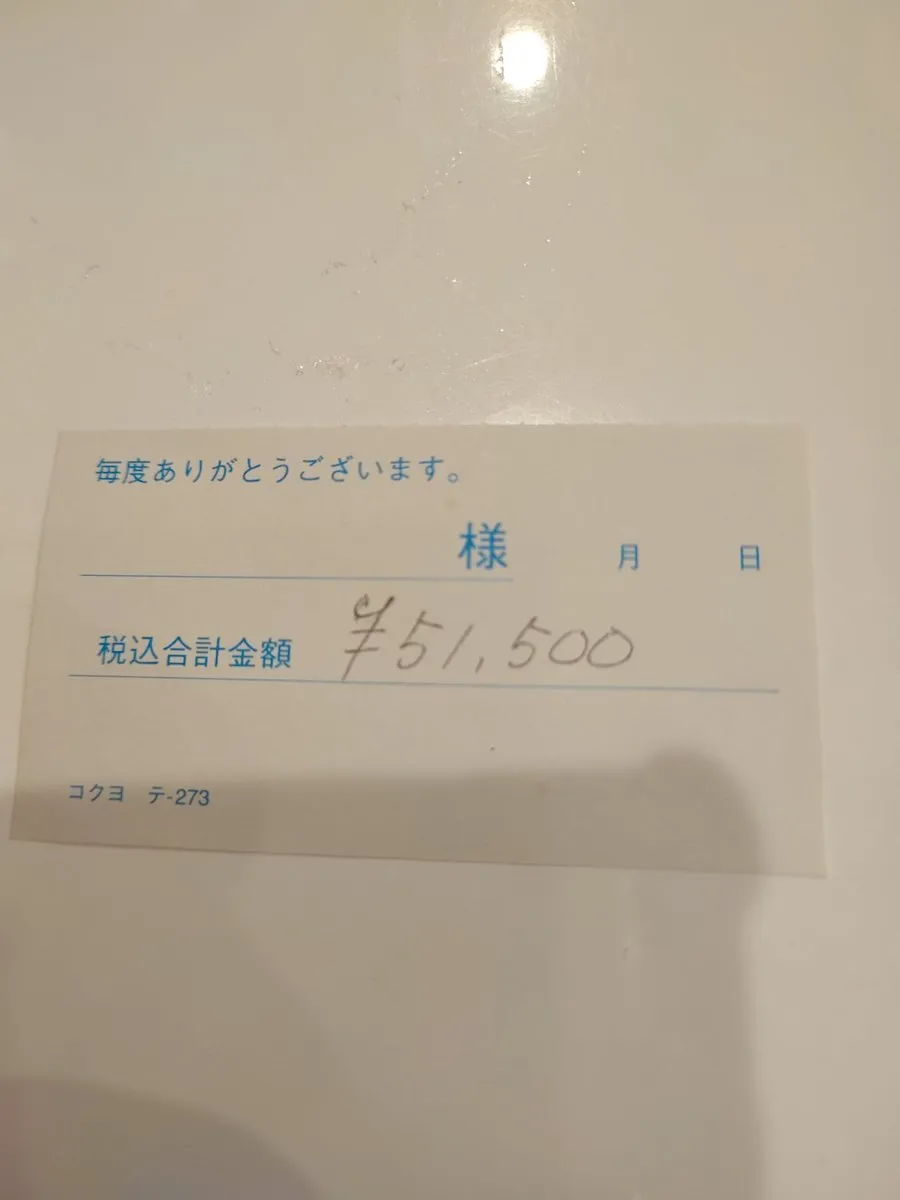 毎度ありがとうございます。
様 月 日
税込合計金額 ¥51,500
コクヨ テ-273